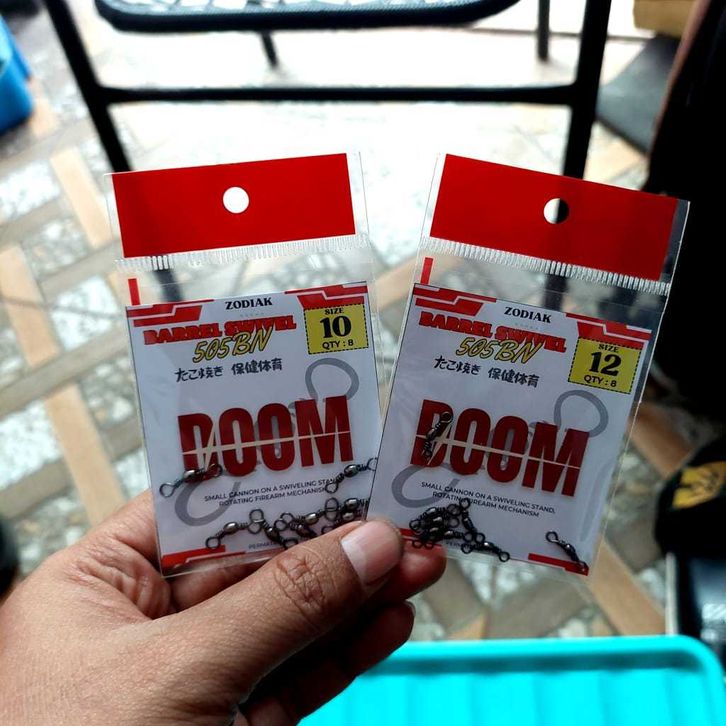 ZODIAK
BARREL SWIVEL
505BN
SIZE
10
QTY : 8
たこ焼き 保健体育
DOOM
SMALL CANNON ON A SWIVELING STAND,
ROTATING FIREARM MECHANISM
ZODIAK
BARREL SWIVEL
505BN
SIZE
12
QTY : 8
たこ焼き 保健体育
DOOM
SMALL CANNON ON A SWIVELING STAND,
ROTATING FIREARM MECHANISM